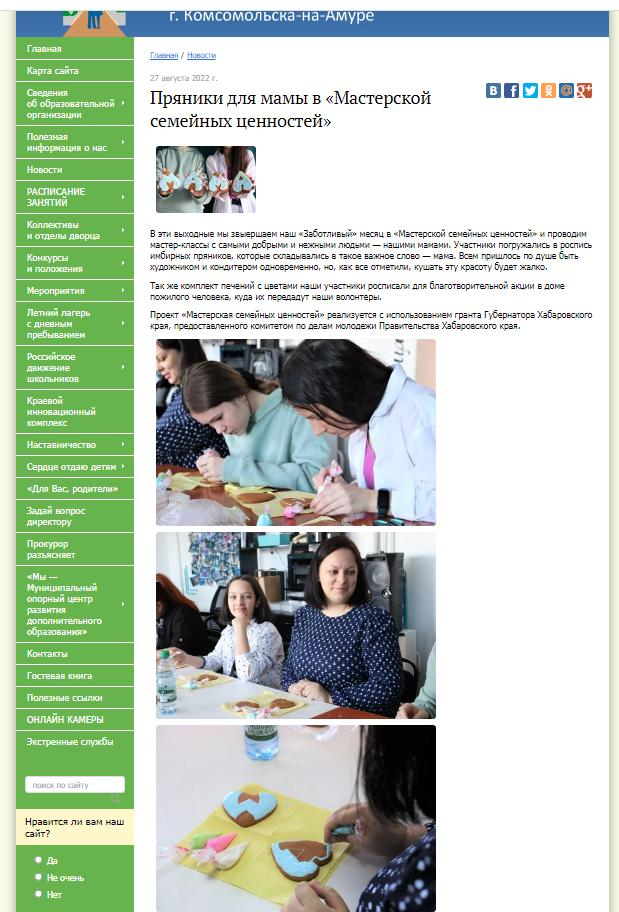 г. Комсомольска-на-Амуре
Главная
Карта сайта
Сведения
об образовательной
организации
Полезная
информация о нас
Новости
РАСПИСАНИЕ
ЗАНЯТИЙ
Коллективы
и отделы дворца
Конкурсы
и положения
Мероприятия
Летний лагерь
с дневным
пребыванием
Российское
движение
школьников
Краевой
инновационный
комплекс
Наставничество
Сердце отдаю детям
«Для Вас, родители»
Задай вопрос
директору
Прокурор
разъясняет
«Мы —
Муниципальный
опорный центр
развития
дополнительного
образования»
Контакты
Гостевая книга
Полезные ссылки
ОНЛАЙН КАМЕРЫ
Экстренные службы
поиск по сайту
Нравится ли вам наш
сайт?
Да
Не очень
Нет
Главная / Новости
27 августа 2022 г.
Пряники для мамы в «Мастерской
семейных ценностей»
МАМА
В эти выходные мы звыершаем наш «Заботливый» месяц в «Мастерской семейных ценностей» и проводим
мастер-классы с самыми добрыми и нежными людьми — нашими мамами. Участники погружались в роспись
имбирных пряников, которые складывались в такое важное слово — мама. Всем пришлось по душе быть
художником и кондитером одновременно, но, как все отметили, кушать эту красоту будет жалко.
Так же комплект печений с цветами наши участники росписали для благотворительной акции в доме
пожилого человека, куда их передадут наши волонтеры.
Проект «Мастерская семейных ценностей» реализуется с использованием гранта Губернатора Хабаровского
края, предоставленного комитетом по делам молодежи Правительства Хабаровского края.